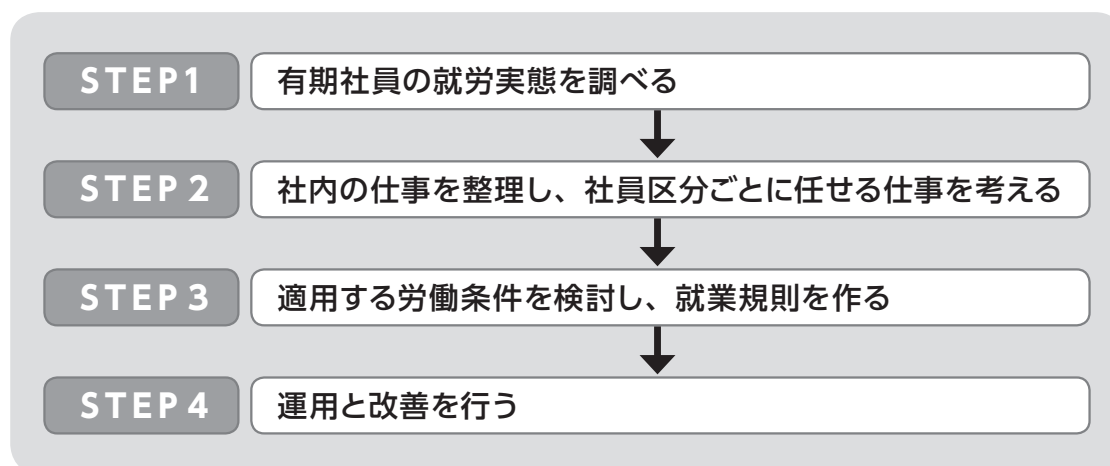 STEP1
有期社員の就労実態を調べる
STEP 2
社内の仕事を整理し、社員区分ごとに任せる仕事を考える
STEP 3
適用する労働条件を検討し、就業規則を作る
STEP 4
運用と改善を行う